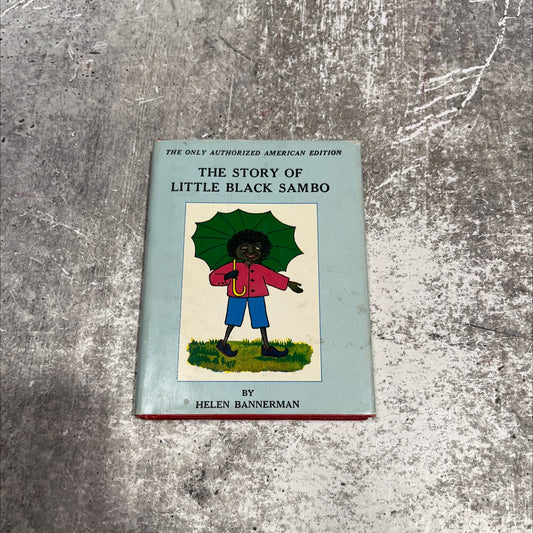 THE ONLY AUTHORIZED AMERICAN EDITION
THE STORY OF
LITTLE BLACK SAMBO
BY
HELEN BANNERMAN